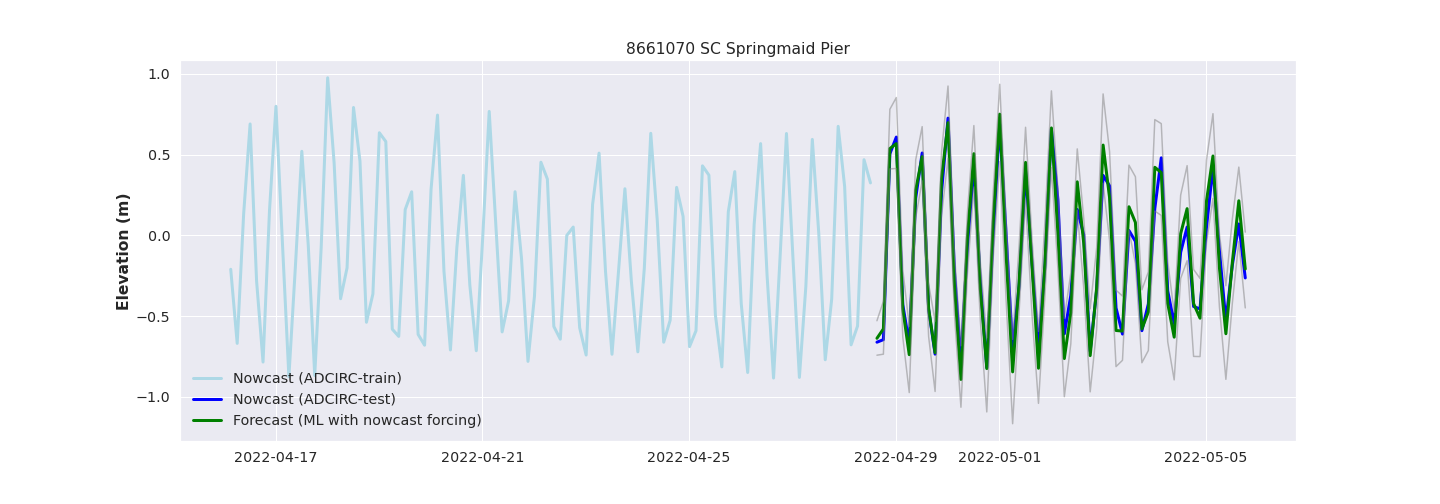 8661070 SC Springmaid Pier
Elevation (m)
1.0
0.5
0.0
−0.5
−1.0
Nowcast (ADCIRC-train)
Nowcast (ADCIRC-test)
Forecast (ML with nowcast forcing)
2022-04-17
2022-04-21
2022-04-25
2022-04-29
2022-05-01
2022-05-05